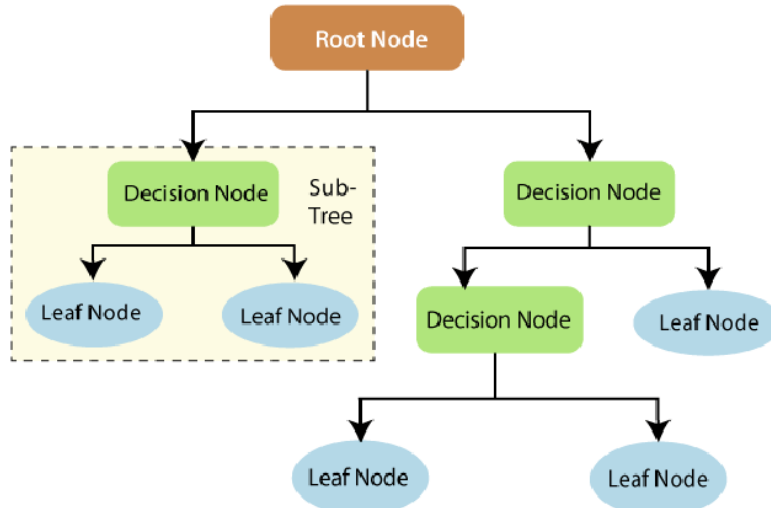 Root Node
Decision Node
Sub-
Tree
Decision Node
Leaf Node
Leaf Node
Decision Node
Leaf Node
Leaf Node
Leaf Node